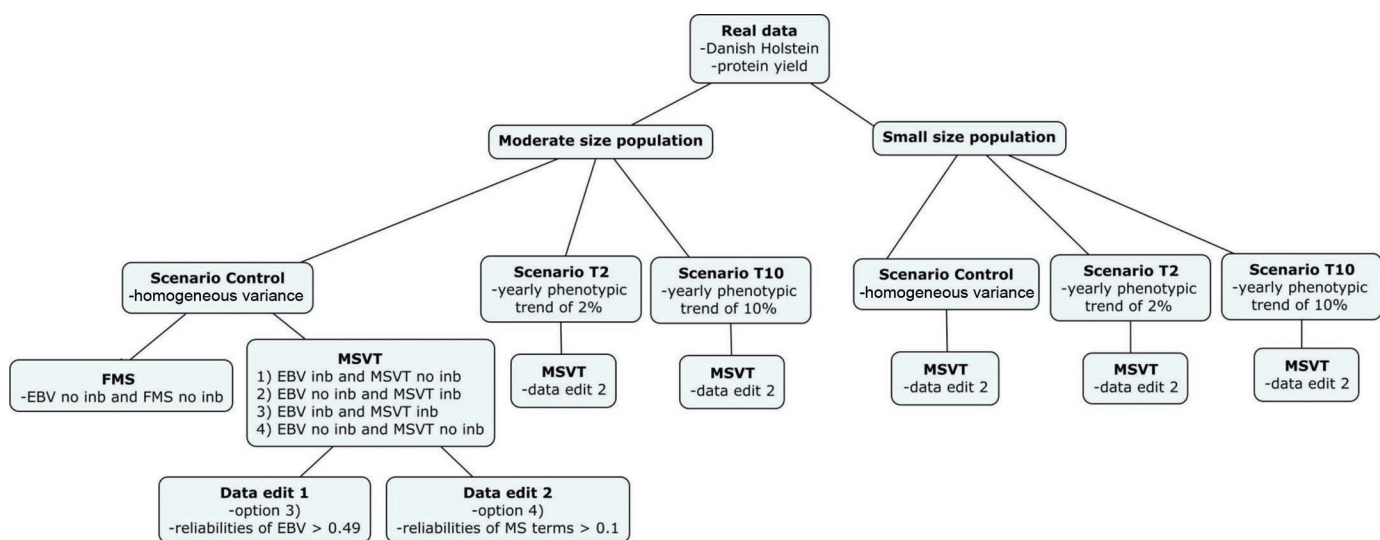 Real data
-Danish Holstein
-protein yield
Moderate size population
Small size population
Scenario Control
-homogeneous variance
Scenario T2
-yearly phenotypic
trend of 2%
Scenario T10
-yearly phenotypic
trend of 10%
Scenario Control
-homogeneous variance
Scenario T2
-yearly phenotypic
trend of 2%
Scenario T10
-yearly phenotypic
trend of 10%
FMS
-EBV no inb and FMS no inb
MSVT
1) EBV inb and MSVT no inb
2) EBV no inb and MSVT inb
3) EBV inb and MSVT inb
4) EBV no inb and MSVT no inb
MSVT
-data edit 2
MSVT
-data edit 2
MSVT
-data edit 2
MSVT
-data edit 2
MSVT
-data edit 2
Data edit 1
-option 3)
-reliabilities of EBV > 0.49
Data edit 2
-option 4)
-reliabilities of MS terms > 0.1